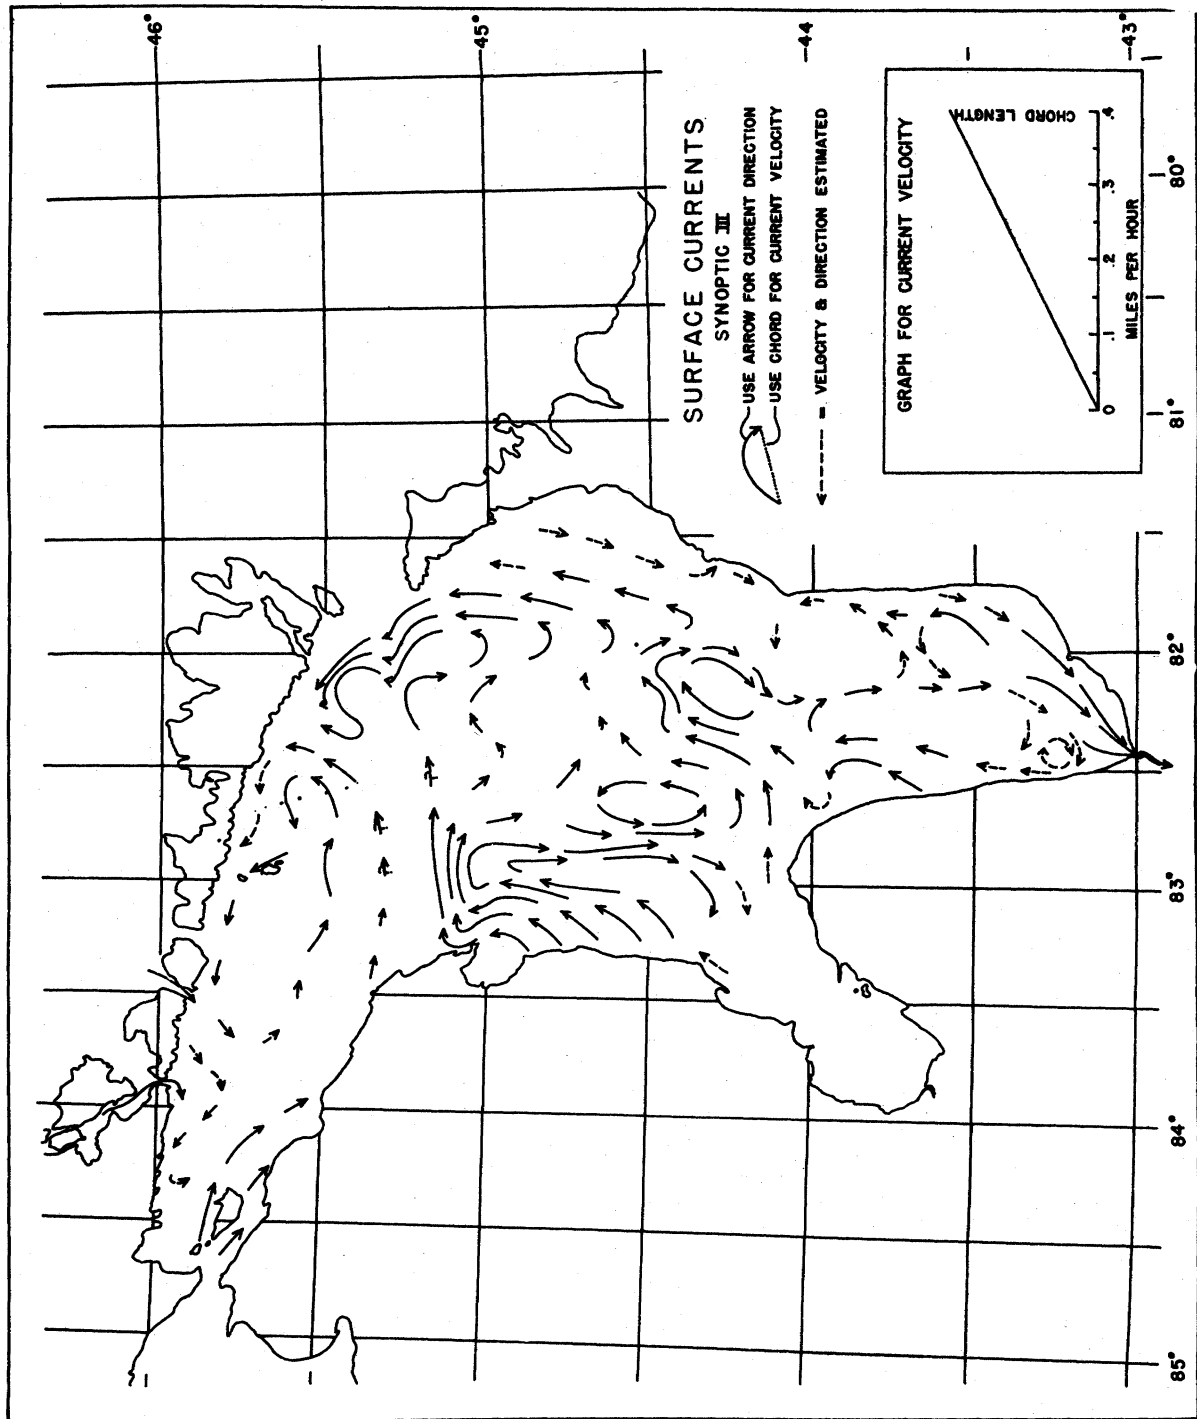 SURFACE CURRENTS
SYNOPTIC III
USE ARROW FOR CURRENT DIRECTION
USE CHORD FOR CURRENT VELOCITY
= VELOCITY & DIRECTION ESTIMATED
GRAPH FOR CURRENT VELOCITY
CHORD LENGTH
0 .1 .2 .3 .4
MILES PER HOUR
46°
45°
44
43°
85°
84°
83°
82°
81°
80°